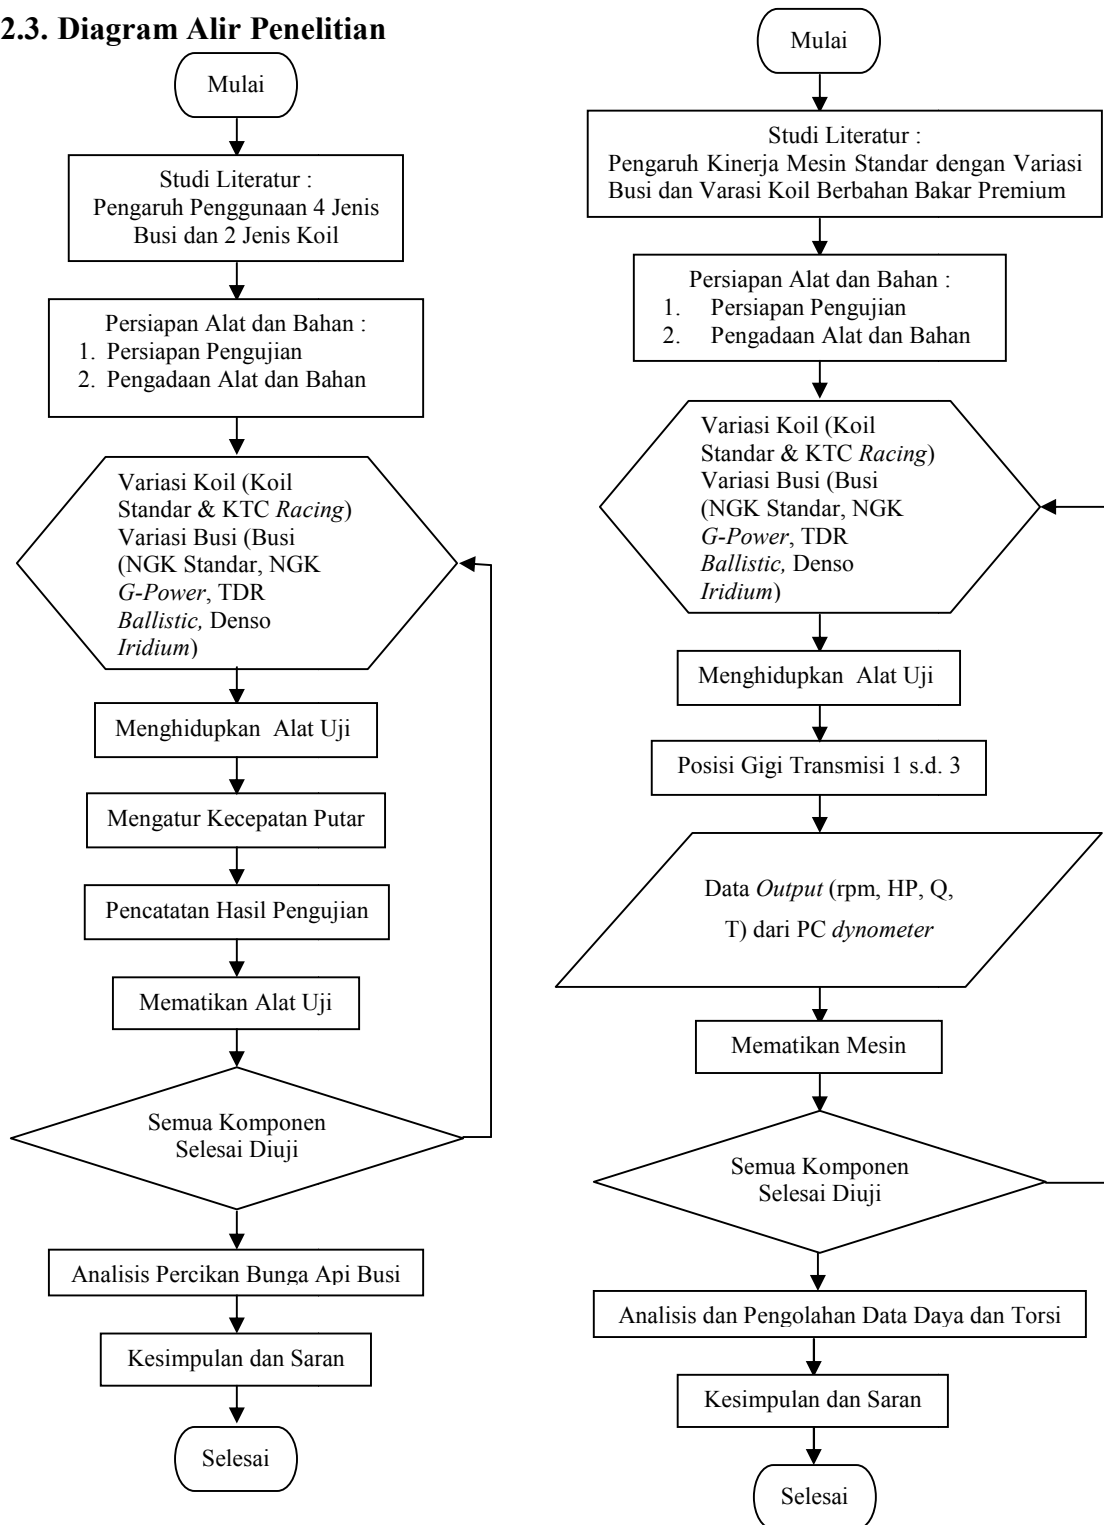 2.3. Diagram Alir Penelitian
Mulai
Studi Literatur :
Pengaruh Penggunaan 4 Jenis
Busi dan 2 Jenis Koil
Persiapan Alat dan Bahan :
1. Persiapan Pengujian
2. Pengadaan Alat dan Bahan
Variasi Koil (Koil
Standar & KTC Racing)
Variasi Busi (Busi
(NGK Standar, NGK
G-Power, TDR
Ballistic, Denso
Iridium)
Menghidupkan Alat Uji
Mengatur Kecepatan Putar
Pencatatan Hasil Pengujian
Mematikan Alat Uji
Semua Komponen
Selesai Diuji
Analisis Percikan Bunga Api Busi
Kesimpulan dan Saran
Selesai
Mulai
Studi Literatur :
Pengaruh Kinerja Mesin Standar dengan Variasi
Busi dan Varasi Koil Berbahan Bakar Premium
Persiapan Alat dan Bahan :
1. Persiapan Pengujian
2. Pengadaan Alat dan Bahan
Variasi Koil (Koil
Standar & KTC Racing)
Variasi Busi (Busi
(NGK Standar, NGK
G-Power, TDR
Ballistic, Denso
Iridium)
Menghidupkan Alat Uji
Posisi Gigi Transmisi 1 s.d. 3
Data Output (rpm, HP, Q,
T) dari PC dynometer
Mematikan Mesin
Semua Komponen
Selesai Diuji
Analisis dan Pengolahan Data Daya dan Torsi
Kesimpulan dan Saran
Selesai